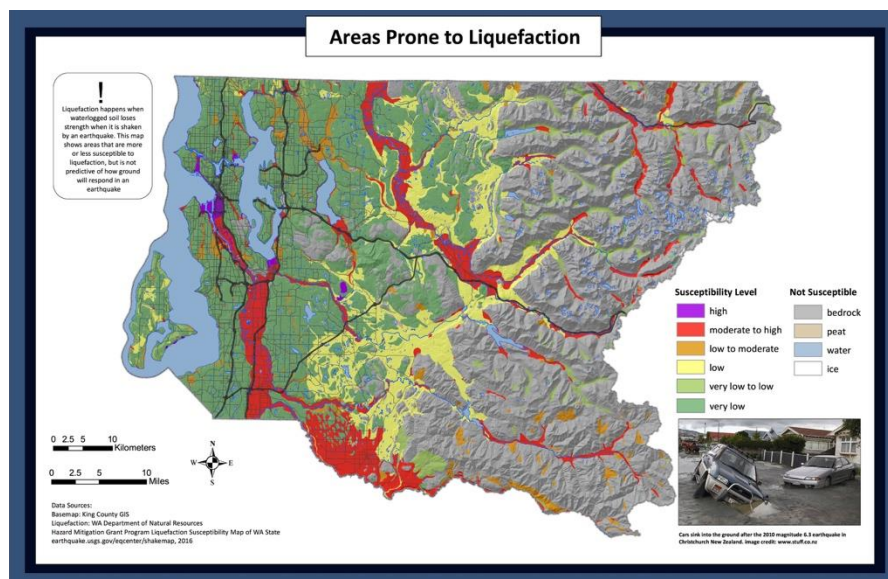 Areas Prone to Liquefaction
!
Liquefaction happens when
waterlogged soil loses
strength when it is shaken
by an earthquake. This map
shows areas that are more
or less susceptible to
liquefaction, but is not
predictive of how ground
will respond in an
earthquake
Susceptibility Level
high
moderate to high
low to moderate
low
very low to low
very low
Not Susceptible
bedrock
peat
water
ice
0 2.5 5 10
Kilometers
0 2.5 5 10
Miles
N
W E
S
Data Sources:
Basemap: King County GIS
Liquefaction: WA Department of Natural Resources
Hazard Mitigation Grant Program Liquefaction Susceptibility Map of WA State
earthquake.usgs.gov/eqcenter/shakemap, 2016
Cars sink into the ground after the 2010 magnitude 6.3 earthquake in
Christchurch New Zealand. image credit: www.stuff.co.nz